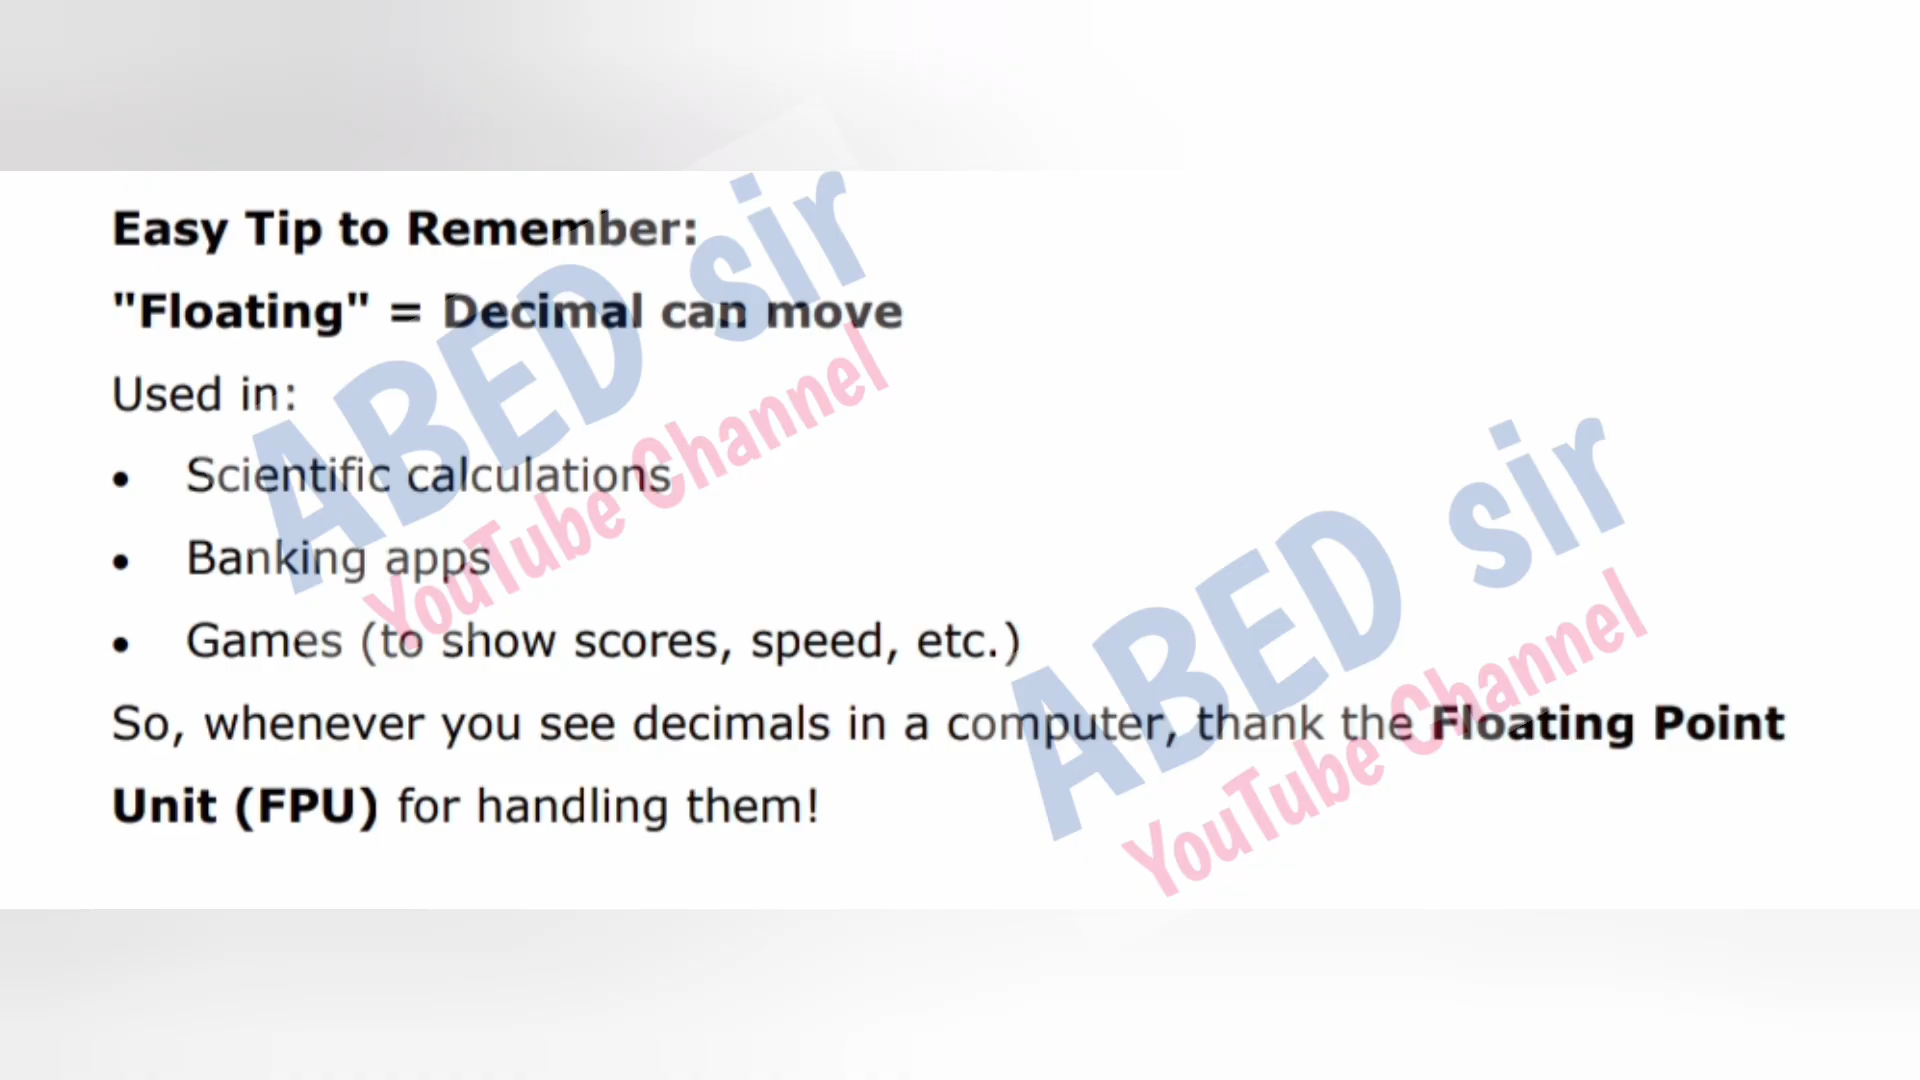 Easy Tip to Remember:
"Floating" = Decimal can move
Used in:
• Scientific calculations
• Banking apps
• Games (to show scores, speed, etc.)
So, whenever you see decimals in a computer, thank the Floating Point
Unit (FPU) for handling them!
ABED sir
YouTube Channel
ABED sir
YouTube Channel